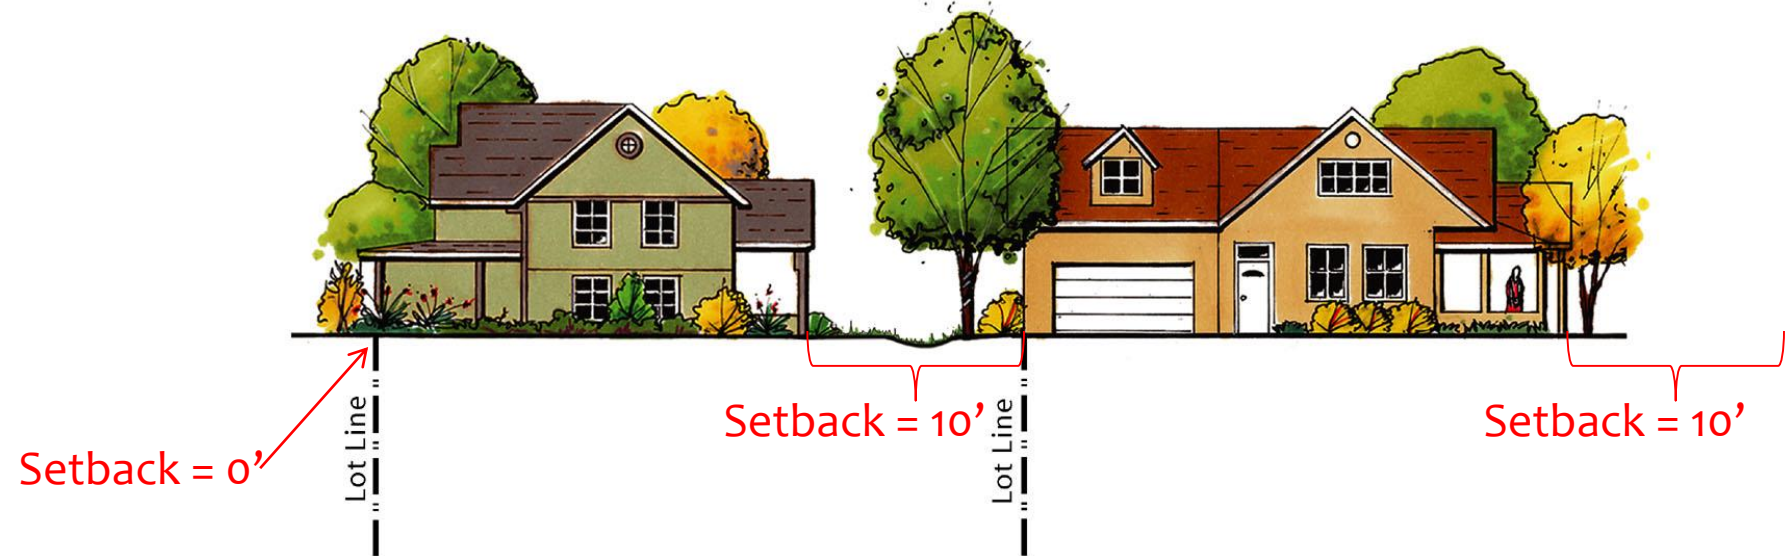 Setback = 0’
Lot Line
Setback = 10’
Lot Line
Setback = 10’